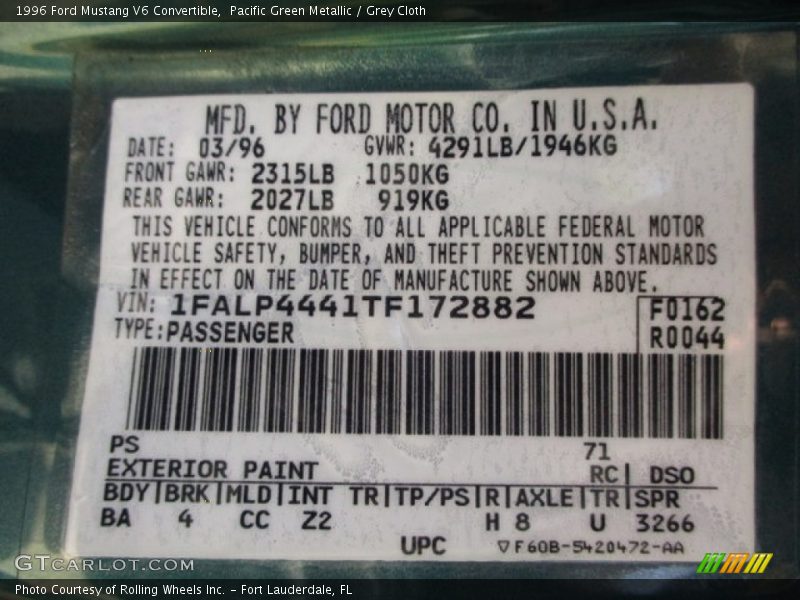 1996 Ford Mustang V6 Convertible,  Pacific Green Metallic / Grey Cloth
MFD. BY FORD MOTOR CO. IN U.S.A.
DATE: 03/96 GVWR: 4291LB/1946KG
FRONT GAWR: 2315LB 1050KG
REAR GAWR: 2027LB 919KG
THIS VEHICLE CONFORMS TO ALL APPLICABLE FEDERAL MOTOR
VEHICLE SAFETY, BUMPER, AND THEFT PREVENTION STANDARDS
IN EFFECT ON THE DATE OF MANUFACTURE SHOWN ABOVE.
VIN: 1FALP4441TF172882 F0162
TYPE: PASSENGER R0044
PS 71
EXTERIOR PAINT RC| DSO
BDY|BRK|MLD|INT TR|TP/PS|R|AXLE|TR|SPR
BA 4 CC Z2 H 8 U 3266
UPC ▽F60B-5420472-AA
GTCARLOT.COM
Photo Courtesy of Rolling Wheels Inc. – Fort Lauderdale, FL